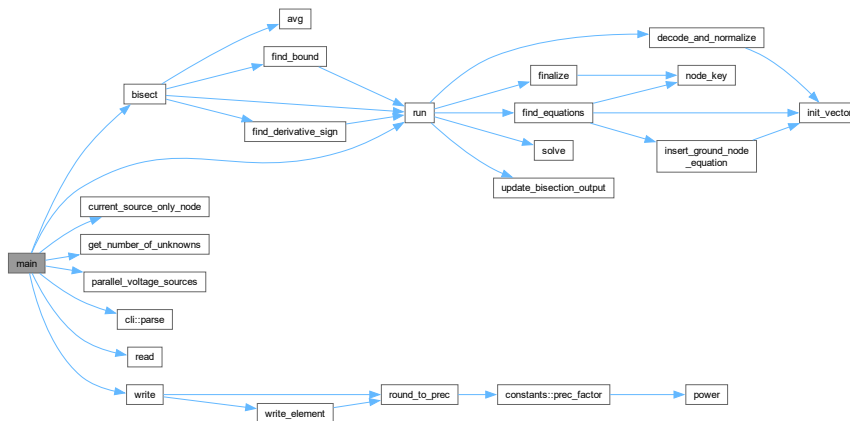 avg
find_bound
decode_and_normalize
finalize
node_key
bisect
run
find_equations
init_vector
find_derivative_sign
solve
insert_ground_node
_equation
update_bisection_output
current_source_only_node
get_number_of_unknowns
main
parallel_voltage_sources
cli::parse
read
write
round_to_prec
constants::prec_factor
power
write_element